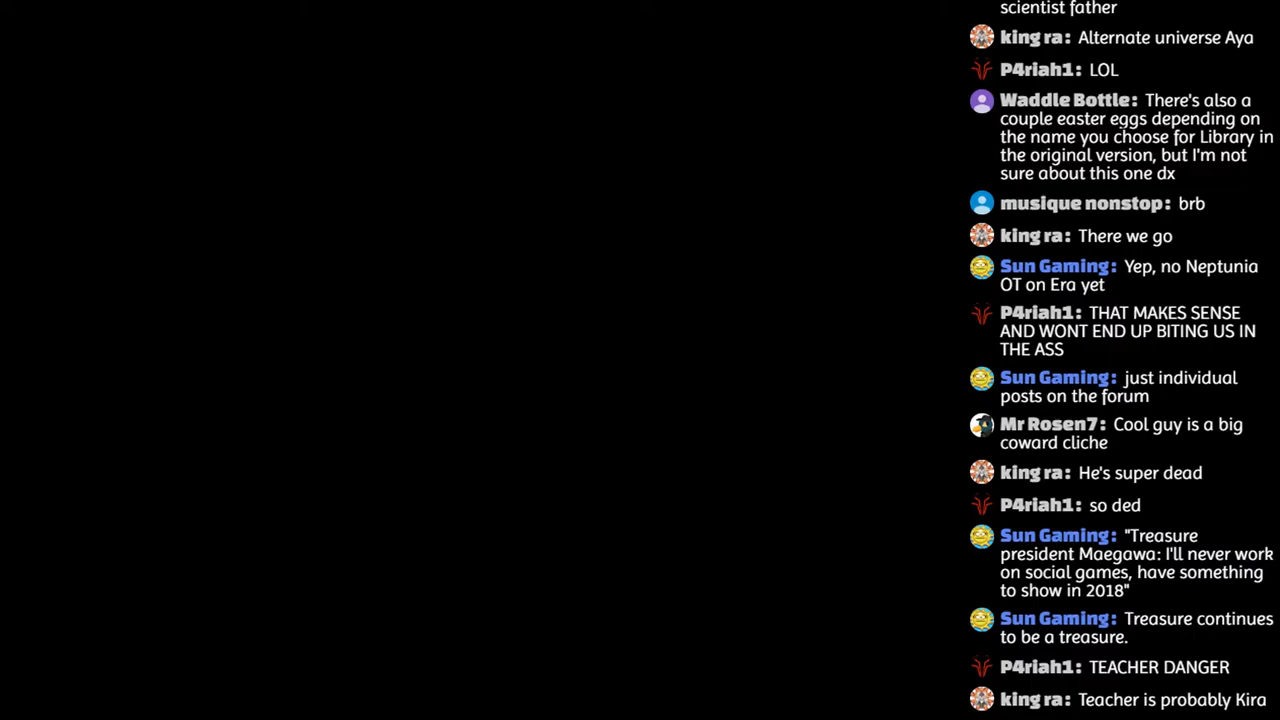 scientist father
king ra: Alternate universe Aya
P4riah1: LOL
Waddle Bottle: There's also a
couple easter eggs depending on
the name you choose for Library in
the original version, but I'm not
sure about this one dx
musique nonstop: brb
king ra: There we go
Sun Gaming: Yep, no Neptunia
OT on Era yet
P4riah1: THAT MAKES SENSE
AND WONT END UP BITING US IN
THE ASS
Sun Gaming: just individual
posts on the forum
Mr Rosen7: Cool guy is a big
coward cliche
king ra: He's super dead
P4riah1: so ded
Sun Gaming: "Treasure
president Maegawa: I'll never work
on social games, have something
to show in 2018"
Sun Gaming: Treasure continues
to be a treasure.
P4riah1: TEACHER DANGER
king ra: Teacher is probably Kira